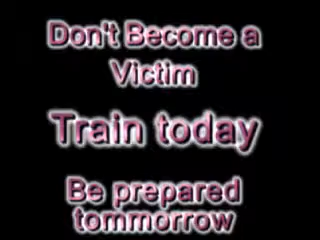 Don't Become a
Victim
Train today
Be prepared
tommorrow